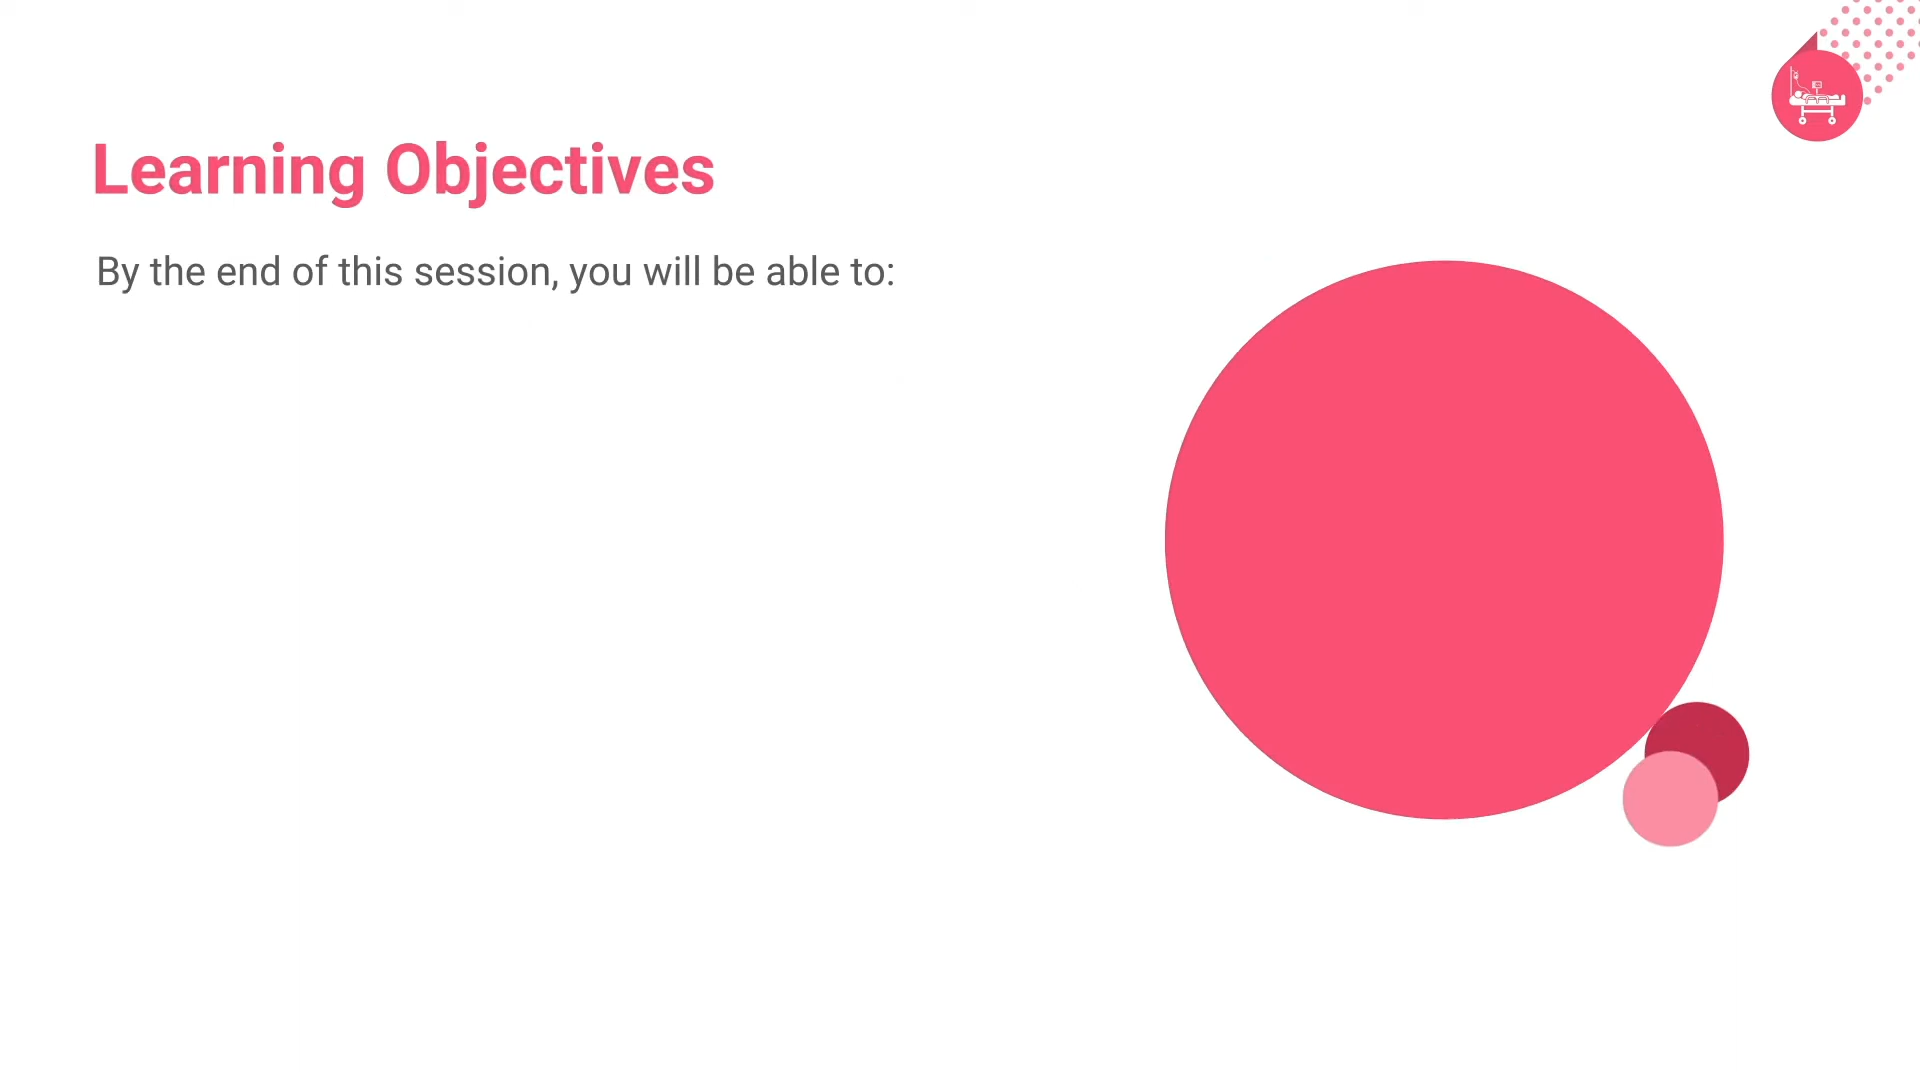 Learning Objectives
By the end of this session, you will be able to: